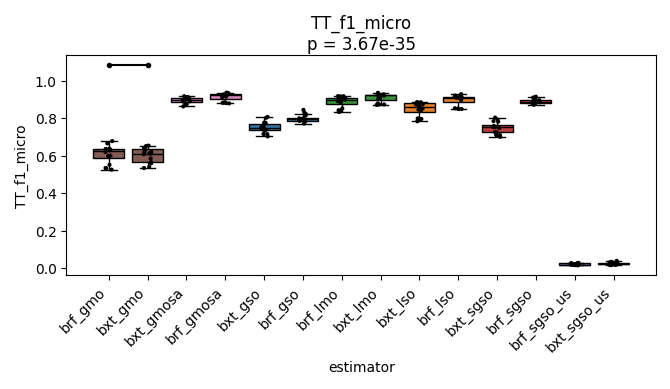 TT_f1_micro
p = 3.67e-35
1.0
0.8
0.6
0.4
0.2
0.0
TT_f1_micro
brf_gmo
bxt_gmo
bxt_gmosa
brf_gmosa
bxt_gso
brf_gso
brf_lmo
bxt_lmo
bxt_lso
brf_lso
bxt_sgso
brf_sgso
brf_sgso_us
bxt_sgso_us
estimator